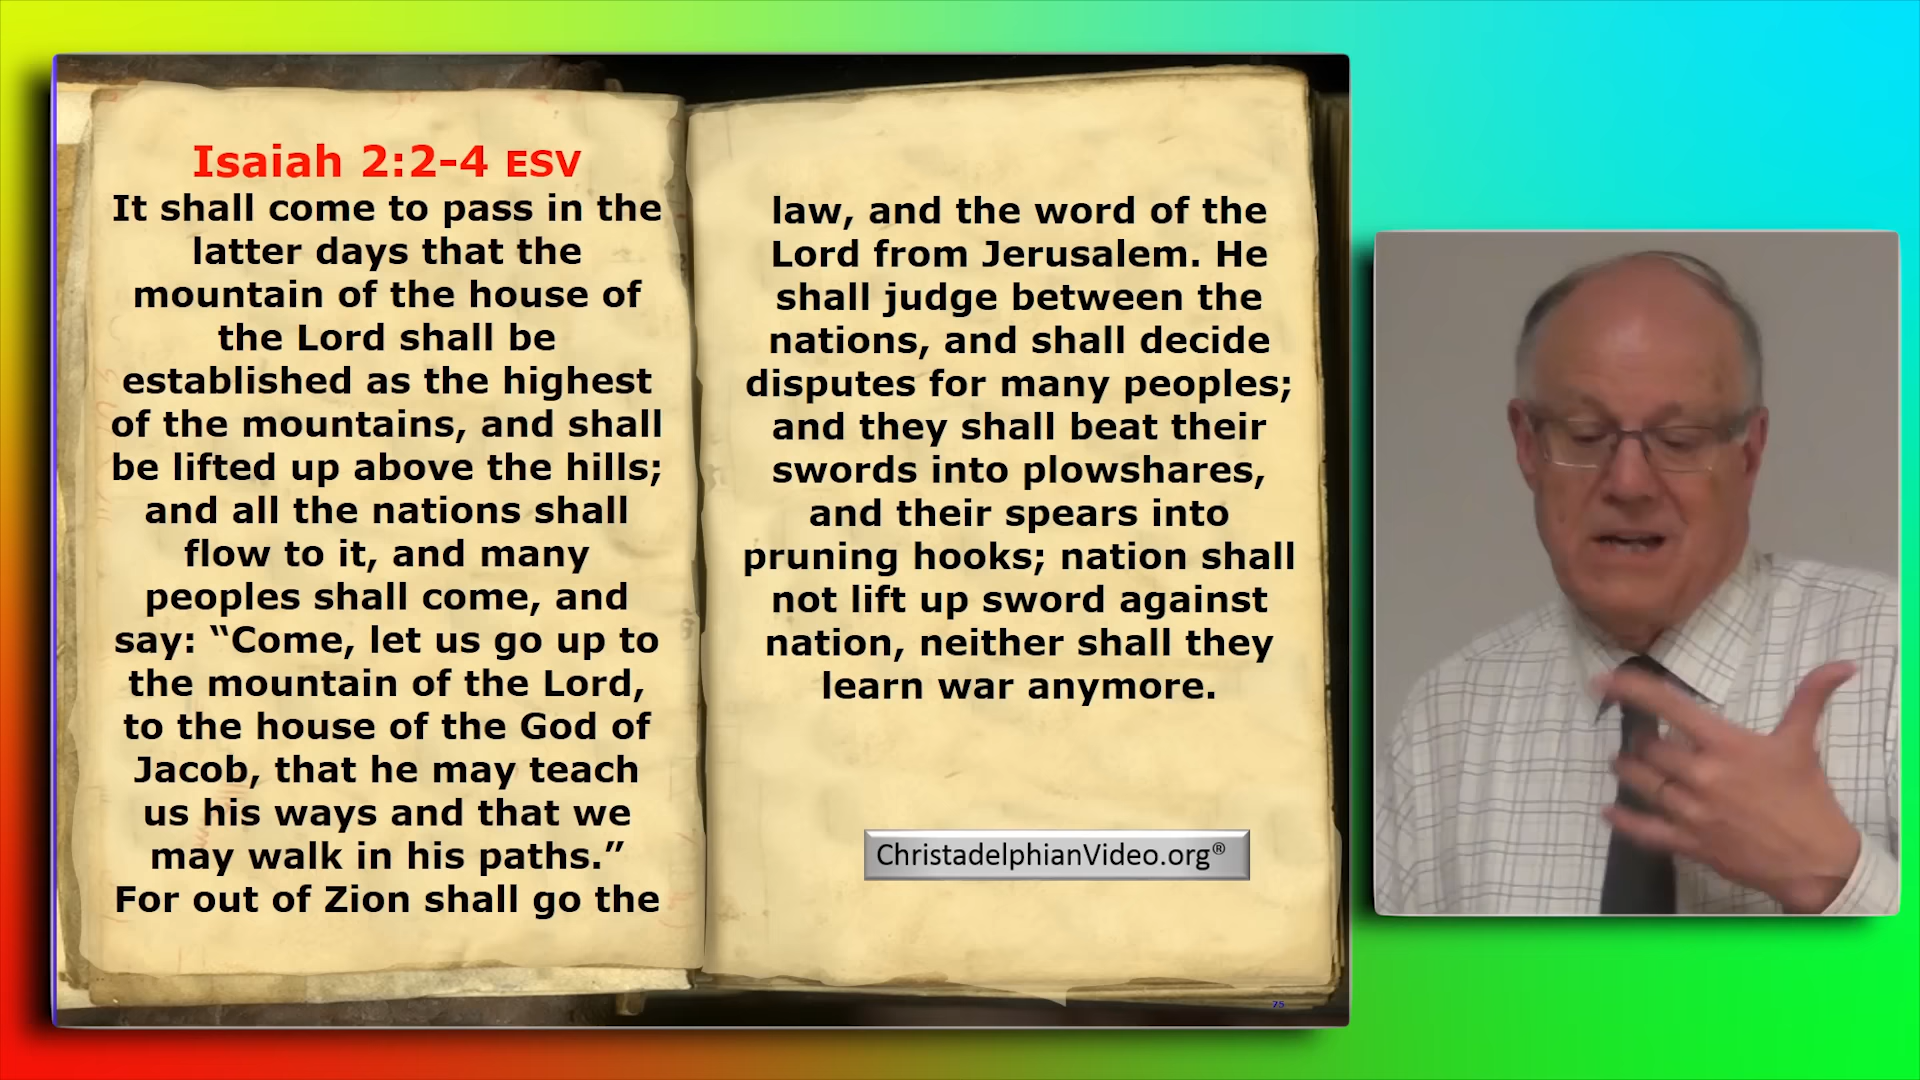 Isaiah 2:2-4 ESV
It shall come to pass in the
latter days that the
mountain of the house of
the Lord shall be
established as the highest
of the mountains, and shall
be lifted up above the hills;
and all the nations shall
flow to it, and many
peoples shall come, and
say: “Come, let us go up to
the mountain of the Lord,
to the house of the God of
Jacob, that he may teach
us his ways and that we
may walk in his paths.”
For out of Zion shall go the
law, and the word of the
Lord from Jerusalem. He
shall judge between the
nations, and shall decide
disputes for many peoples;
and they shall beat their
swords into plowshares,
and their spears into
pruning hooks; nation shall
not lift up sword against
nation, neither shall they
learn war anymore.
ChristadelphianVideo.org®
75